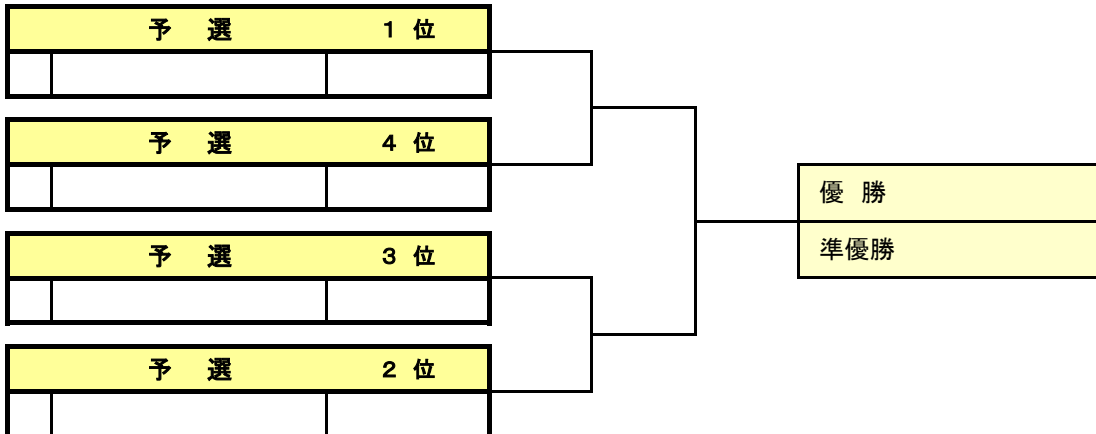 予 選 1 位
予 選 4 位
優 勝
準優勝
予 選 3 位
予 選 2 位